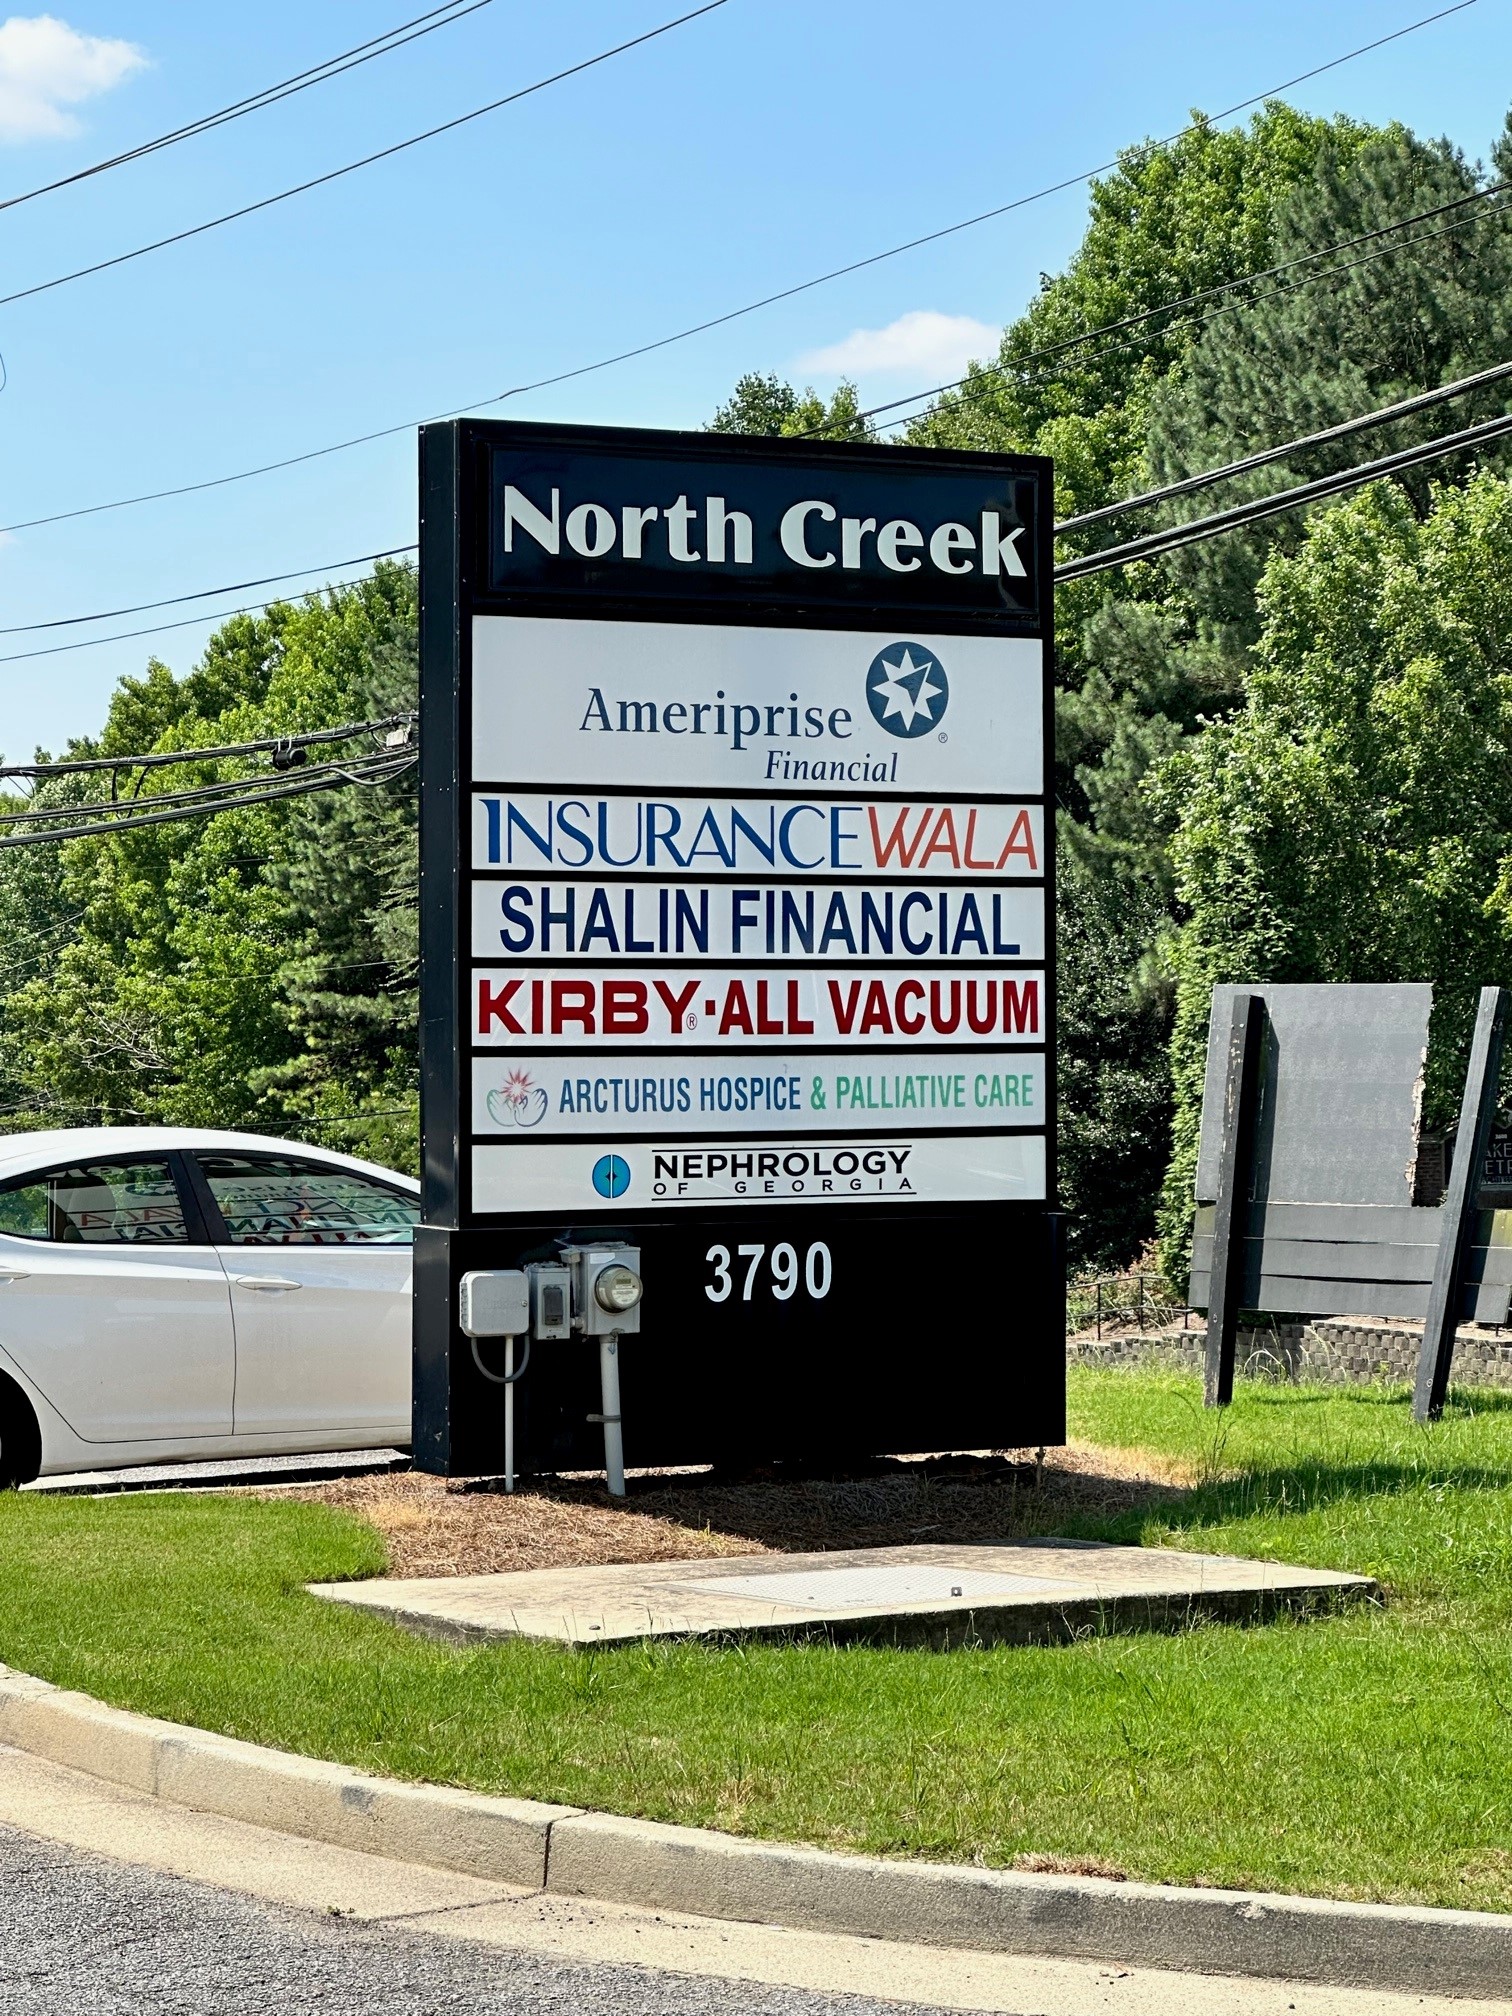 North Creek
Ameriprise
®
Financial
INSURANCEWALA
SHALIN FINANCIAL
KIRBY®·ALL VACUUM
ARCTURUS HOSPICE & PALLIATIVE CARE
NEPHROLOGY
OF GEORGIA
3790